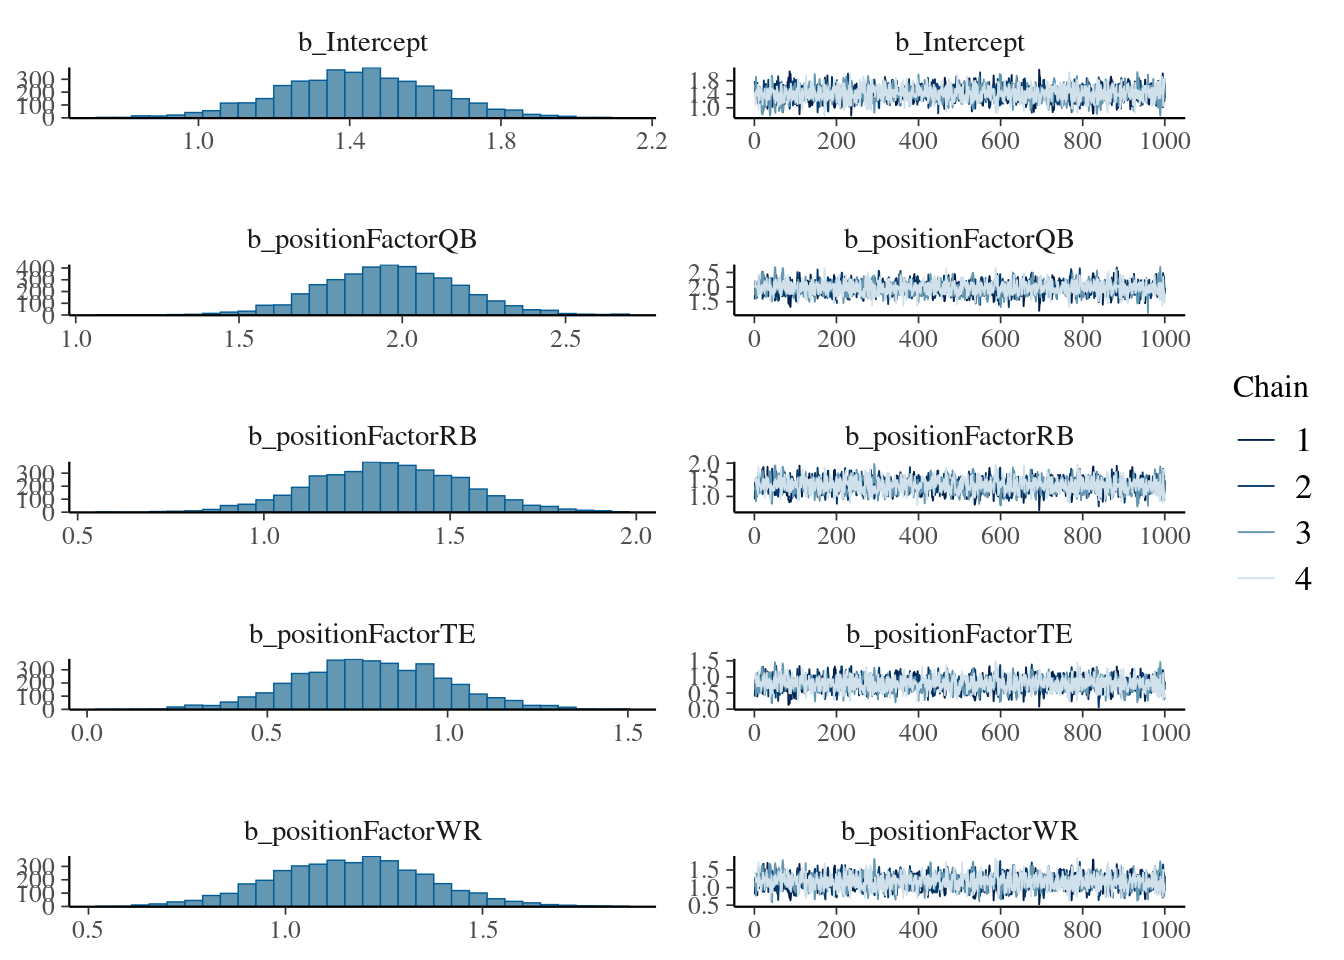 b_Intercept
300
200
100
0
1.0 1.4 1.8 2.2
b_Intercept
1.8
1.4
1.0
0 200 400 600 800 1000
b_positionFactorQB
400
300
200
100
0
1.0 1.5 2.0 2.5
b_positionFactorQB
2.5
2.0
1.5
0 200 400 600 800 1000
b_positionFactorRB
300
200
100
0
0.5 1.0 1.5 2.0
b_positionFactorRB
2.0
1.5
1.0
0 200 400 600 800 1000
b_positionFactorTE
300
200
100
0
0.0 0.5 1.0 1.5
b_positionFactorTE
1.5
1.0
0.5
0.0
0 200 400 600 800 1000
b_positionFactorWR
300
200
100
0
0.5 1.0 1.5
b_positionFactorWR
1.5
1.0
0.5
0 200 400 600 800 1000
Chain
1
2
3
4